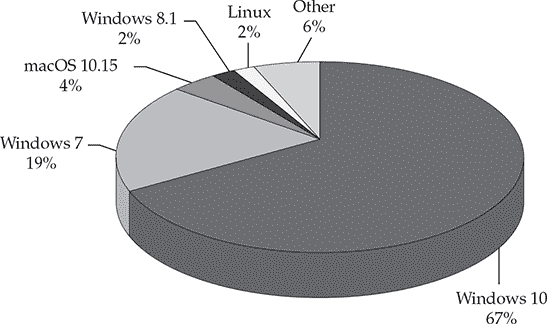 Windows 8.1
2%
Linux
2%
Other
6%
macOS 10.15
4%
Windows 7
19%
Windows 10
67%